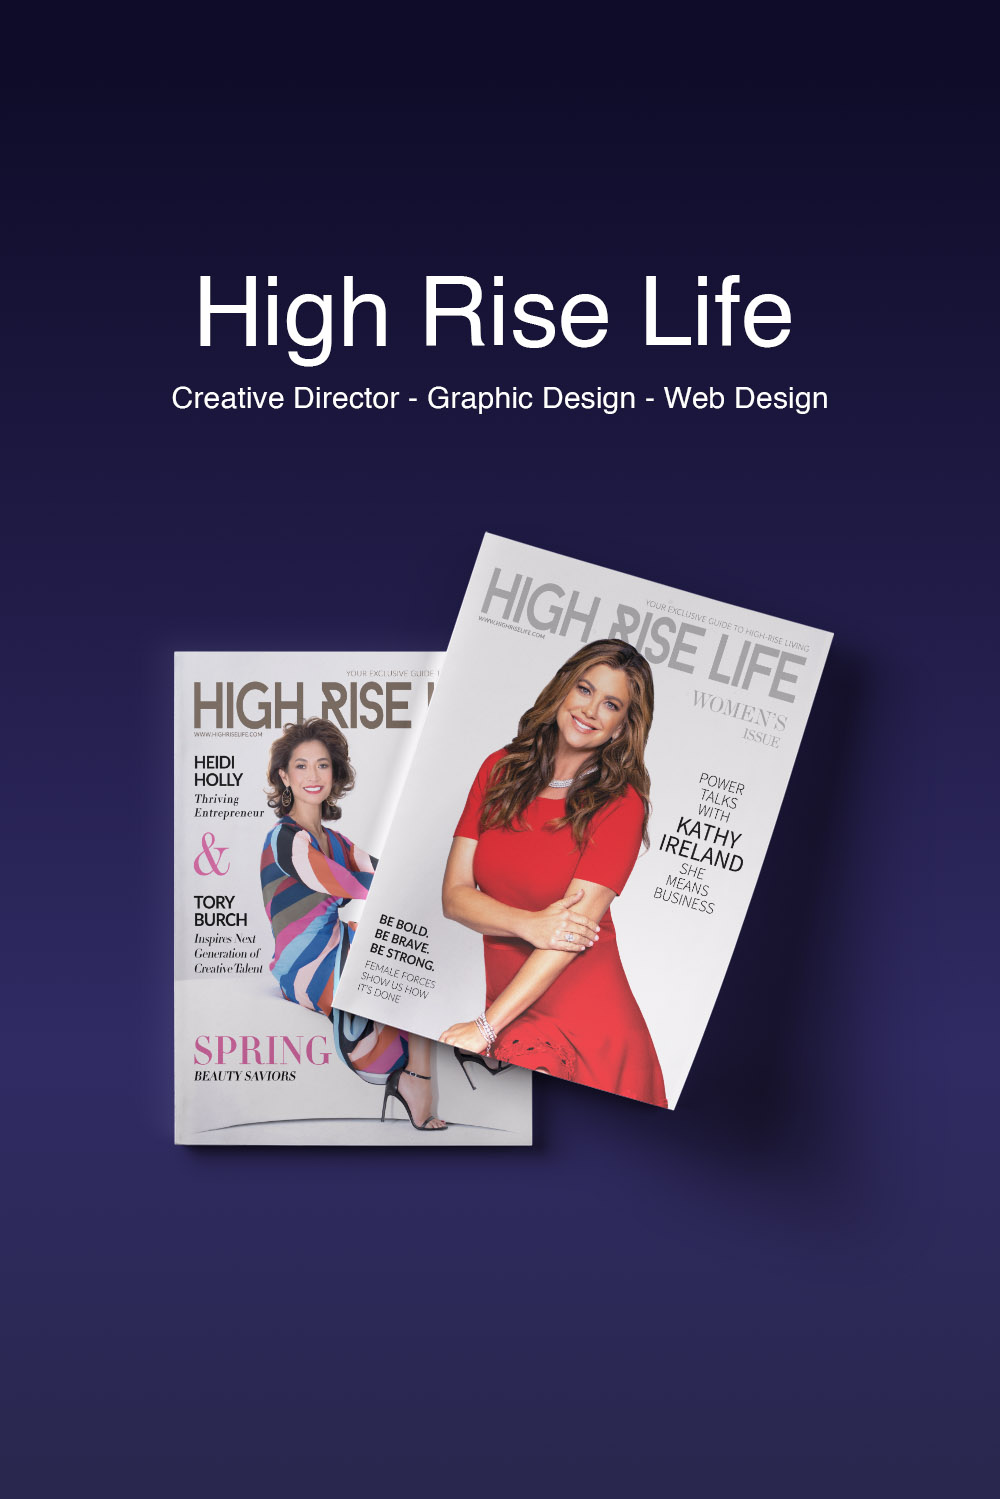 High Rise Life
Creative Director - Graphic Design - Web Design
YOUR EXCLUSIVE GUIDE TO HIGH-RISE LIVING
HIGH RISE LIFE
WWW.HIGHRISELIFE.COM
WOMEN'S
ISSUE
POWER
TALKS
WITH
KATHY
IRELAND
SHE
MEANS
BUSINESS
BE BOLD.
BE BRAVE.
BE STRONG.
FEMALE FORCES
SHOW US HOW
IT'S DONE
YOUR EXCLUSIVE GUIDE
HIGH RISE
WWW.HIGHRISELIFE.COM
HEIDI
HOLLY
Thriving
Entrepreneur
&
TORY
BURCH
Inspires Next
Generation of
Creative Talent
SPRING
BEAUTY SAVIORS